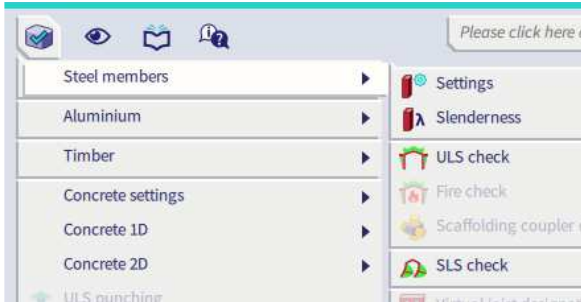 Please click here
Steel members
Aluminium
Timber
Concrete settings
Concrete 1D
Concrete 2D
ULS punching
Settings
λ Slenderness
ULS check
Fire check
Scaffolding coupler
SLS check